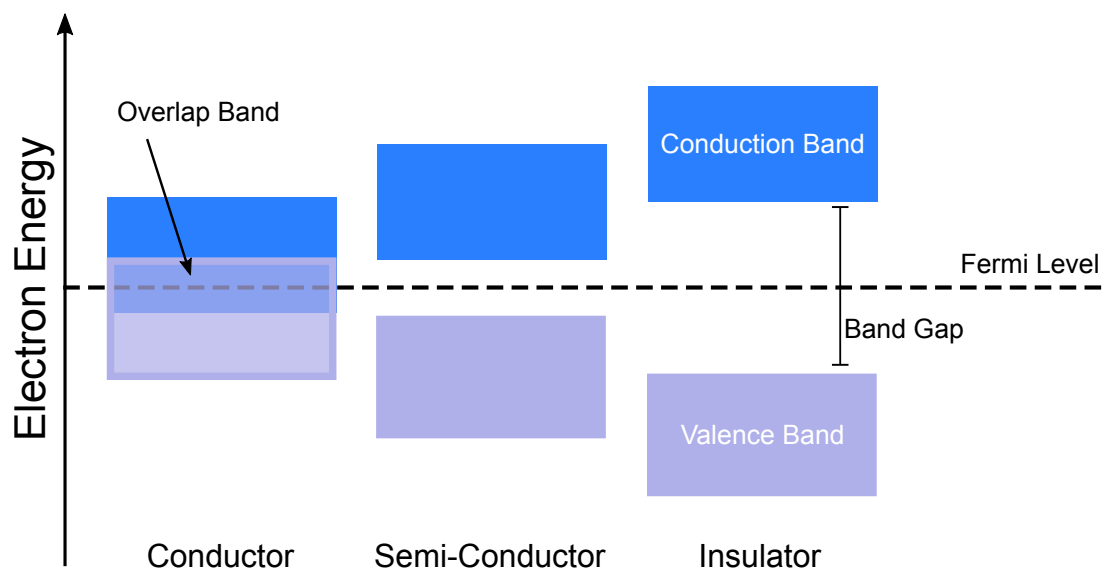 Electron Energy
Overlap Band
Conduction Band
Fermi Level
Band Gap
Valence Band
Conductor
Semi-Conductor
Insulator